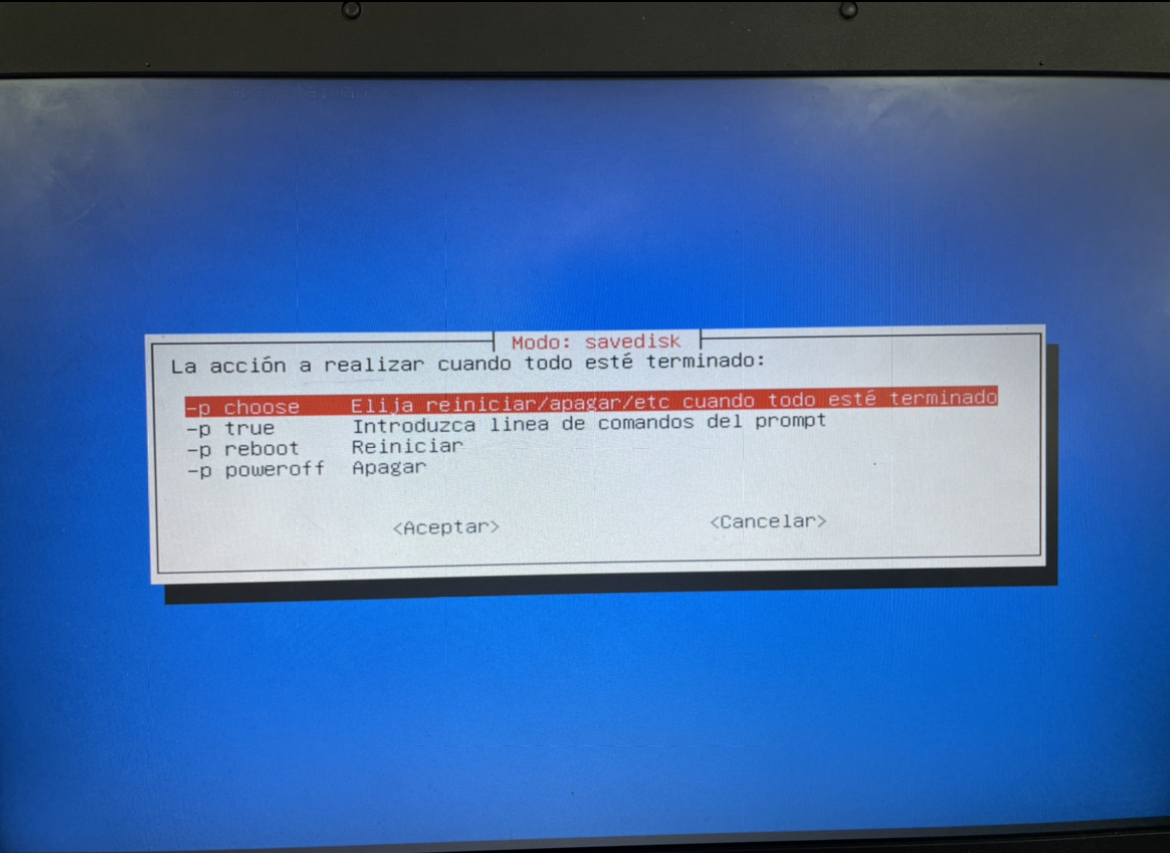 Modo: savedisk
La acción a realizar cuando todo esté terminado:
-p choose Elija reiniciar/apagar/etc cuando todo esté terminado
-p true Introduzca linea de comandos del prompt
-p reboot Reiniciar
-p poweroff Apagar
<Aceptar> <Cancelar>